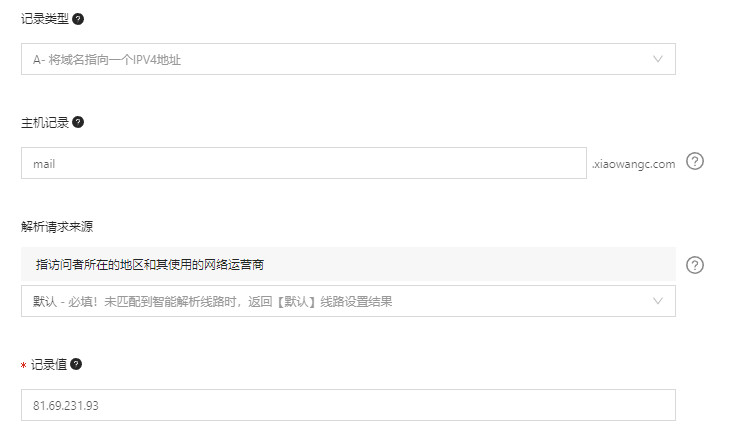 记录类型 ?
A- 将域名指向一个IPV4地址
主机记录 ?
mail .xiaowangc.com ?
解析请求来源
指访问者所在的地区和其使用的网络运营商 ?
默认 - 必填！未匹配到智能解析线路时，返回【默认】线路设置结果
* 记录值 ?
81.69.231.93